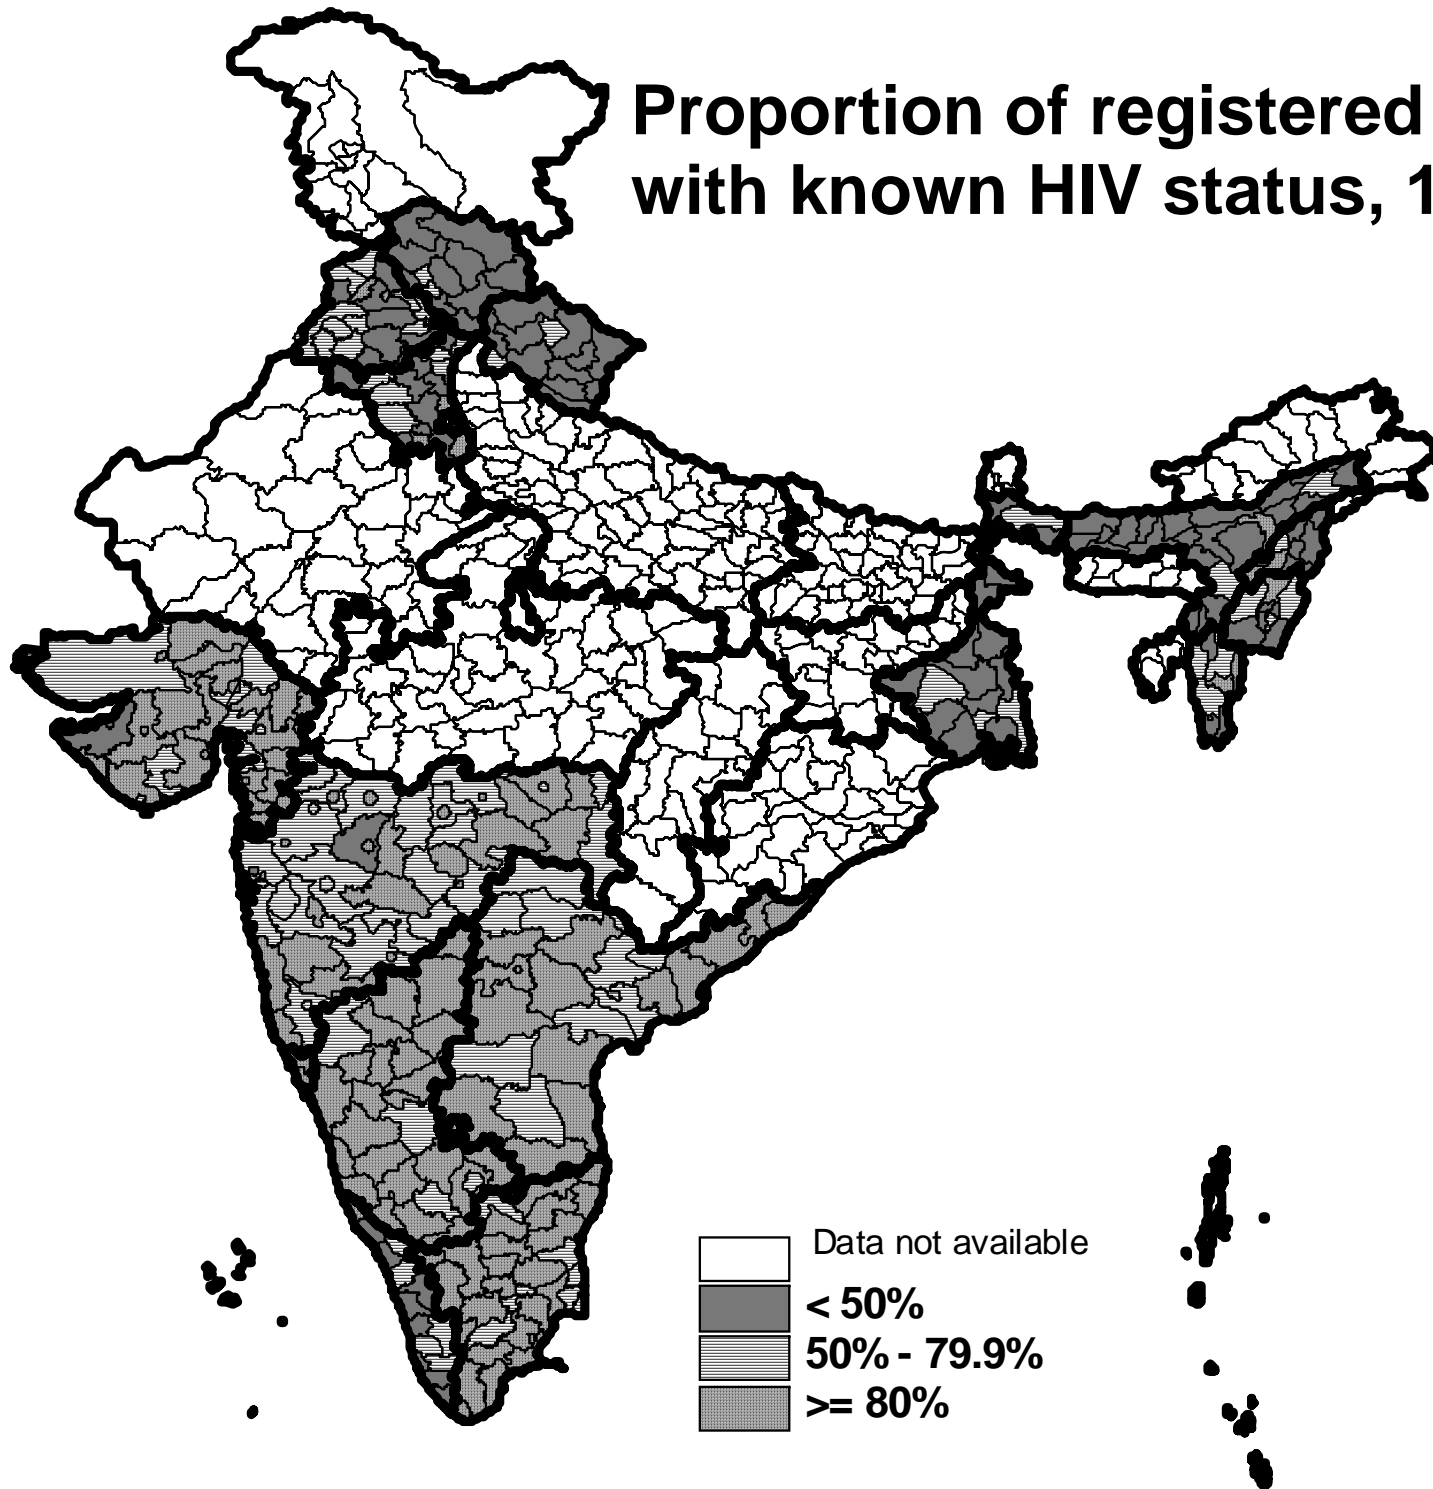 Proportion of registered
with known HIV status, 1
Data not available
< 50%
50% - 79.9%
>= 80%